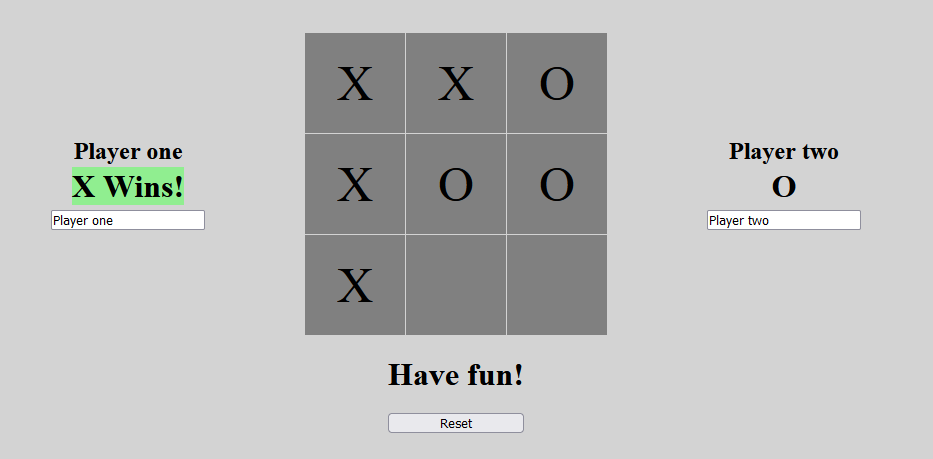 X X O
Player one
X Wins!
Player one
X O O
Player two
O
Player two
X
Have fun!
Reset